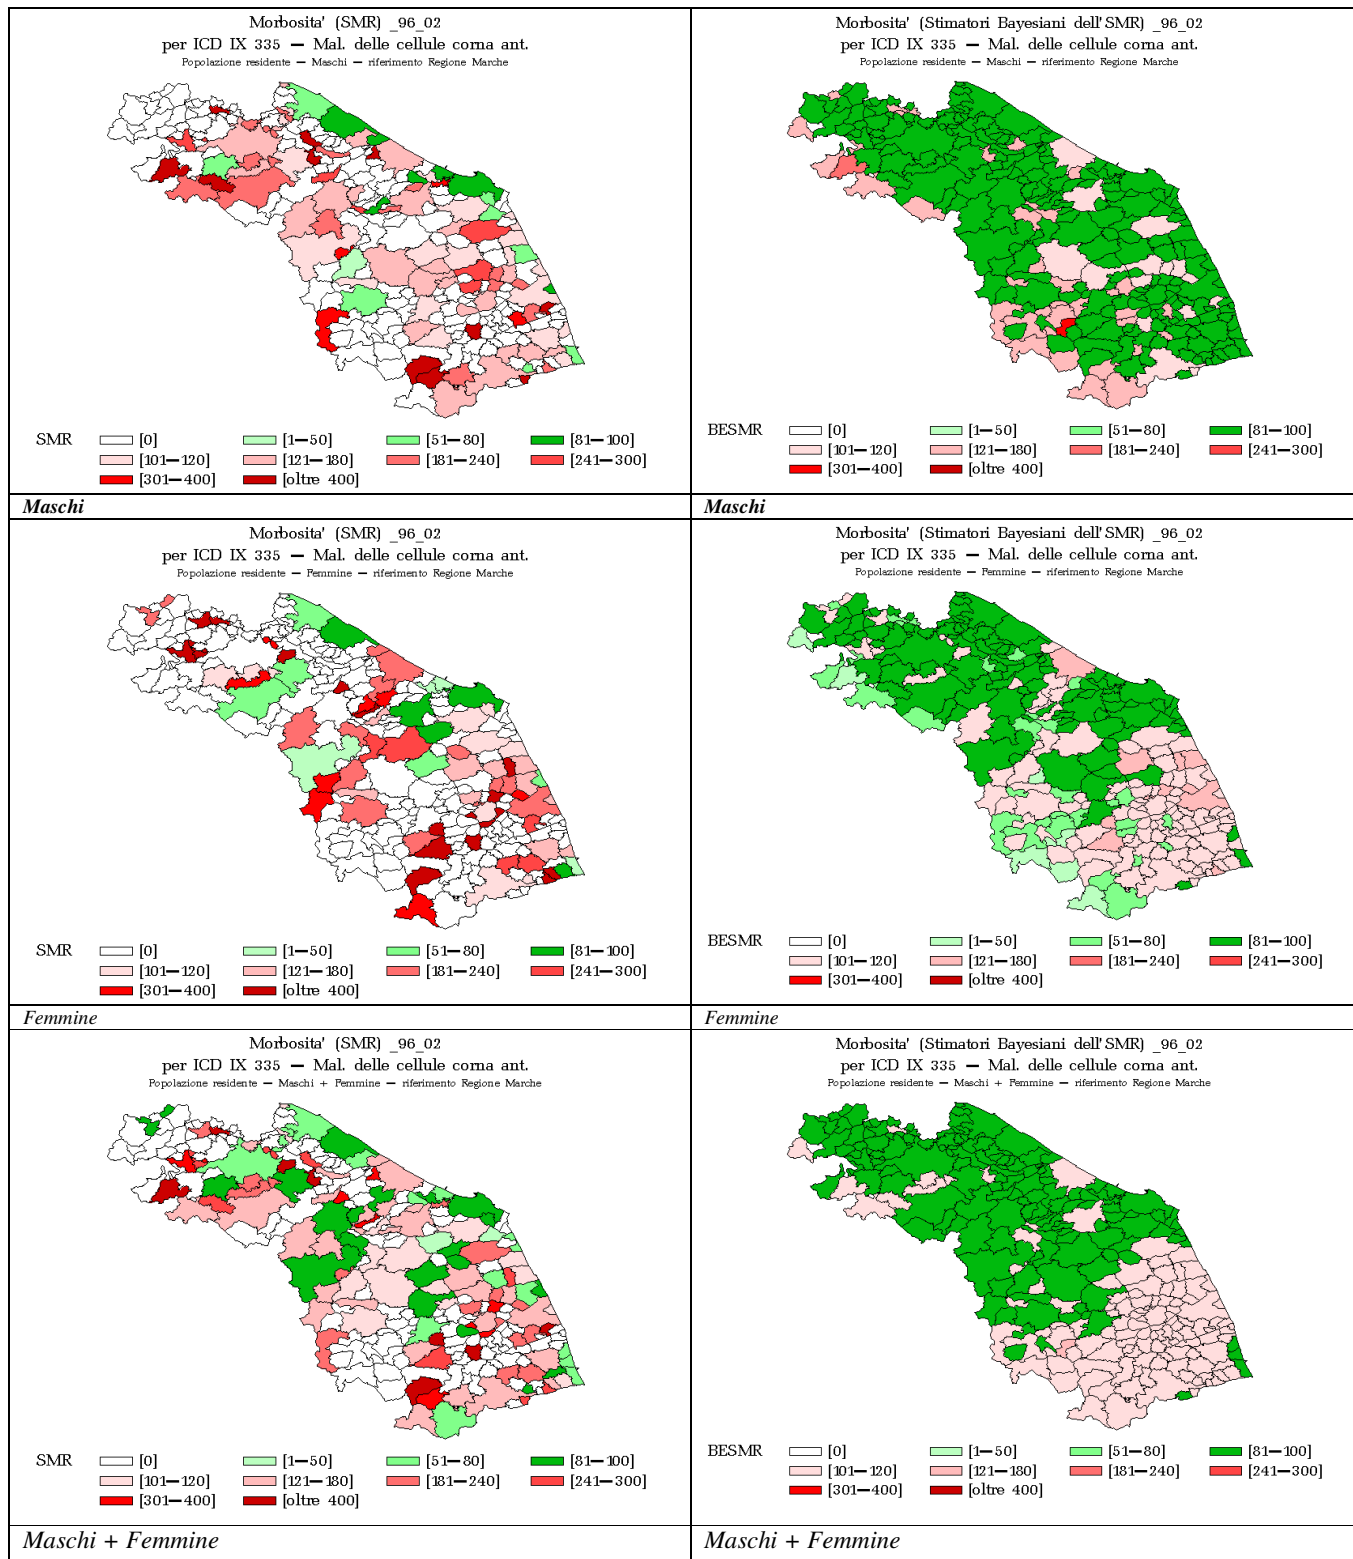 Morbosita' (SMR) _96_02
per ICD IX 335 — Mal. delle cellule corna ant.
Popolazione residente — Maschi — riferimento Regione Marche
SMR [0] [1—50] [51—80] [81—100]
[101—120] [121—180] [181—240] [241—300]
[301—400] [oltre 400]
Morbosita' (Stimatori Bayesiani dell'SMR) _96_02
per ICD IX 335 — Mal. delle cellule corna ant.
Popolazione residente — Maschi — riferimento Regione Marche
BESMR [0] [1—50] [51—80] [81—100]
[101—120] [121—180] [181—240] [241—300]
[301—400] [oltre 400]
Maschi
Maschi
Morbosita' (SMR) _96_02
per ICD IX 335 — Mal. delle cellule corna ant.
Popolazione residente — Femmine — riferimento Regione Marche
SMR [0] [1—50] [51—80] [81—100]
[101—120] [121—180] [181—240] [241—300]
[301—400] [oltre 400]
Morbosita' (Stimatori Bayesiani dell'SMR) _96_02
per ICD IX 335 — Mal. delle cellule corna ant.
Popolazione residente — Femmine — riferimento Regione Marche
BESMR [0] [1—50] [51—80] [81—100]
[101—120] [121—180] [181—240] [241—300]
[301—400] [oltre 400]
Femmine
Femmine
Morbosita' (SMR) _96_02
per ICD IX 335 — Mal. delle cellule corna ant.
Popolazione residente — Maschi + Femmine — riferimento Regione Marche
SMR [0] [1—50] [51—80] [81—100]
[101—120] [121—180] [181—240] [241—300]
[301—400] [oltre 400]
Morbosita' (Stimatori Bayesiani dell'SMR) _96_02
per ICD IX 335 — Mal. delle cellule corna ant.
Popolazione residente — Maschi + Femmine — riferimento Regione Marche
BESMR [0] [1—50] [51—80] [81—100]
[101—120] [121—180] [181—240] [241—300]
[301—400] [oltre 400]
Maschi + Femmine
Maschi + Femmine